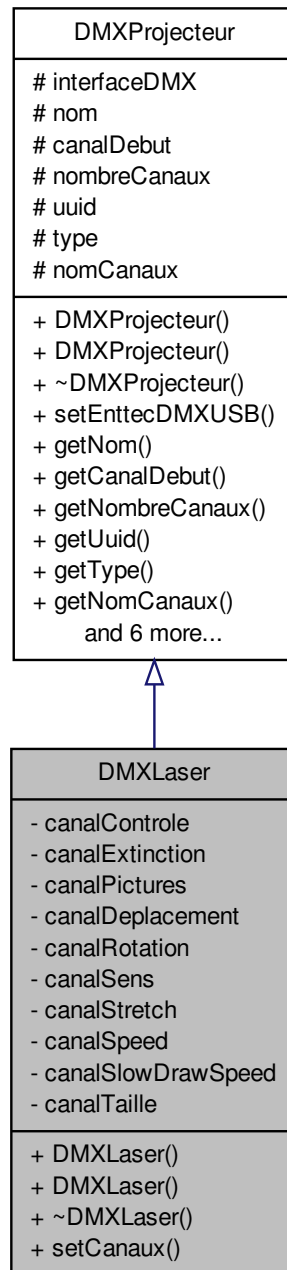 DMXProjecteur
# interfaceDMX
# nom
# canalDebut
# nombreCanaux
# uuid
# type
# nomCanaux
+ DMXProjecteur()
+ DMXProjecteur()
+ ~DMXProjecteur()
+ setEnttecDMXUSB()
+ getNom()
+ getCanalDebut()
+ getNombreCanaux()
+ getUuid()
+ getType()
+ getNomCanaux()
and 6 more...
DMXLaser
- canalControle
- canalExtinction
- canalPictures
- canalDeplacement
- canalRotation
- canalSens
- canalStretch
- canalSpeed
- canalSlowDrawSpeed
- canalTaille
+ DMXLaser()
+ DMXLaser()
+ ~DMXLaser()
+ setCanaux()